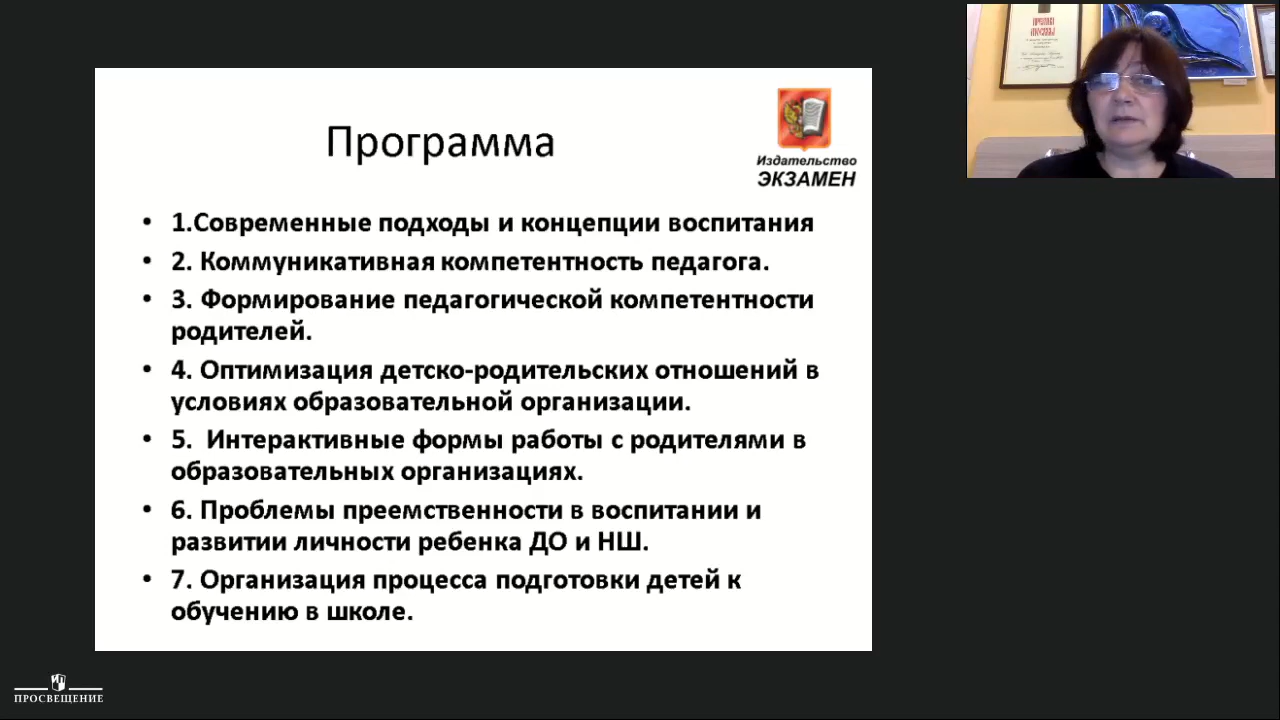 Программа
Издательство
ЭКЗАМЕН
• 1.Современные подходы и концепции воспитания
• 2. Коммуникативная компетентность педагога.
• 3. Формирование педагогической компетентности
родителей.
• 4. Оптимизация детско-родительских отношений в
условиях образовательной организации.
• 5.  Интерактивные формы работы с родителями в
образовательных организациях.
• 6. Проблемы преемственности в воспитании и
развитии личности ребенка ДО и НШ.
• 7. Организация процесса подготовки детей к
обучению в школе.
ПРОСВЕЩЕНИЕ